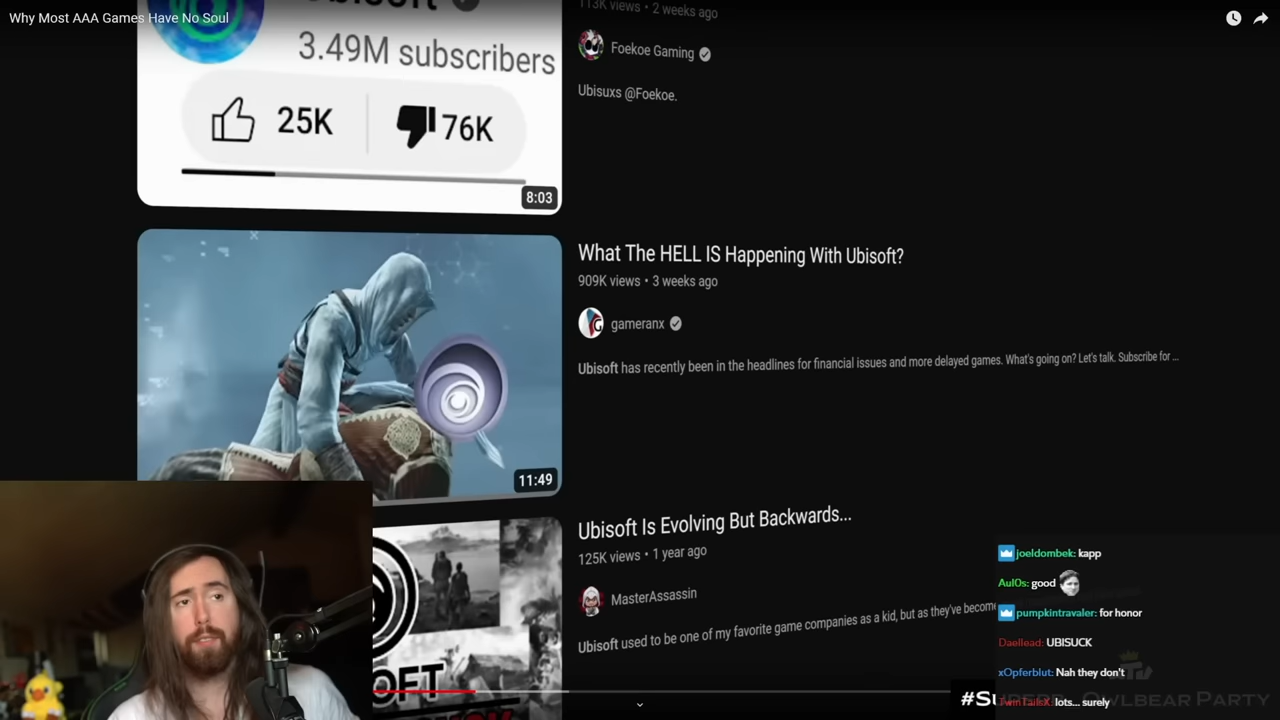 Why Most AAA Games Have No Soul
3.49M subscribers
25K
76K
8:03
113K views • 2 weeks ago
Foekoe Gaming
Ubisuxs @Foekoe.
What The HELL IS Happening With Ubisoft?
909K views • 3 weeks ago
gameranx
Ubisoft has recently been in the headlines for financial issues and more delayed games. What's going on? Let's talk. Subscribe for ...
11:49
Ubisoft Is Evolving But Backwards...
125K views • 1 year ago
MasterAssassin
Ubisoft used to be one of my favorite game companies as a kid, but as they've become
joeldombek: kapp
Aul0s: good
pumpkintravaler: for honor
Daellead: UBISUCK
xOpferblut: Nah they don't
lots... surely
OWLBEAR PARTY